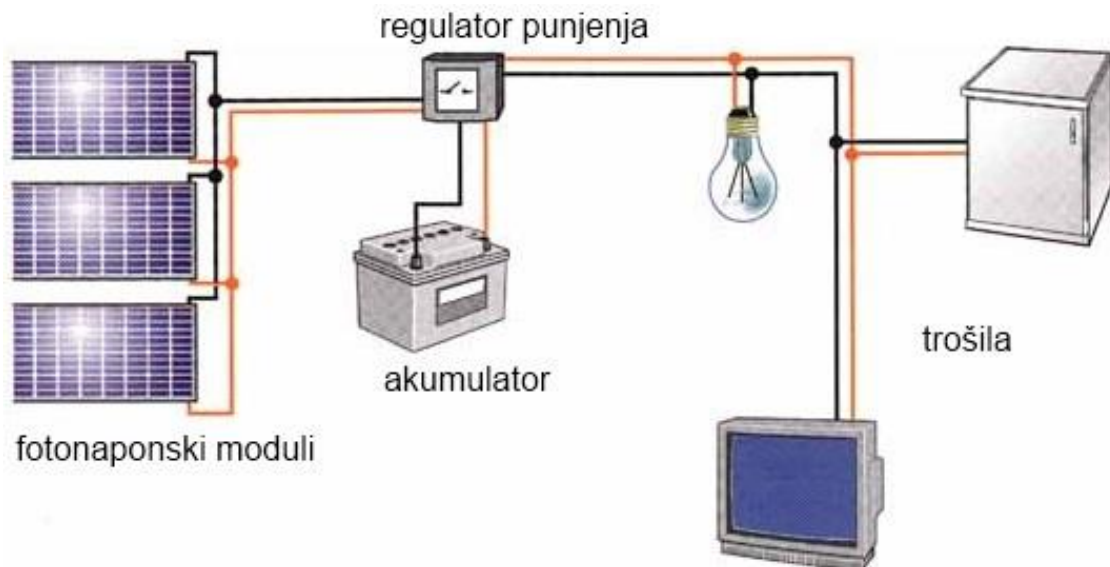 regulator punjenja
akumulator
trošila
fotonaponski moduli